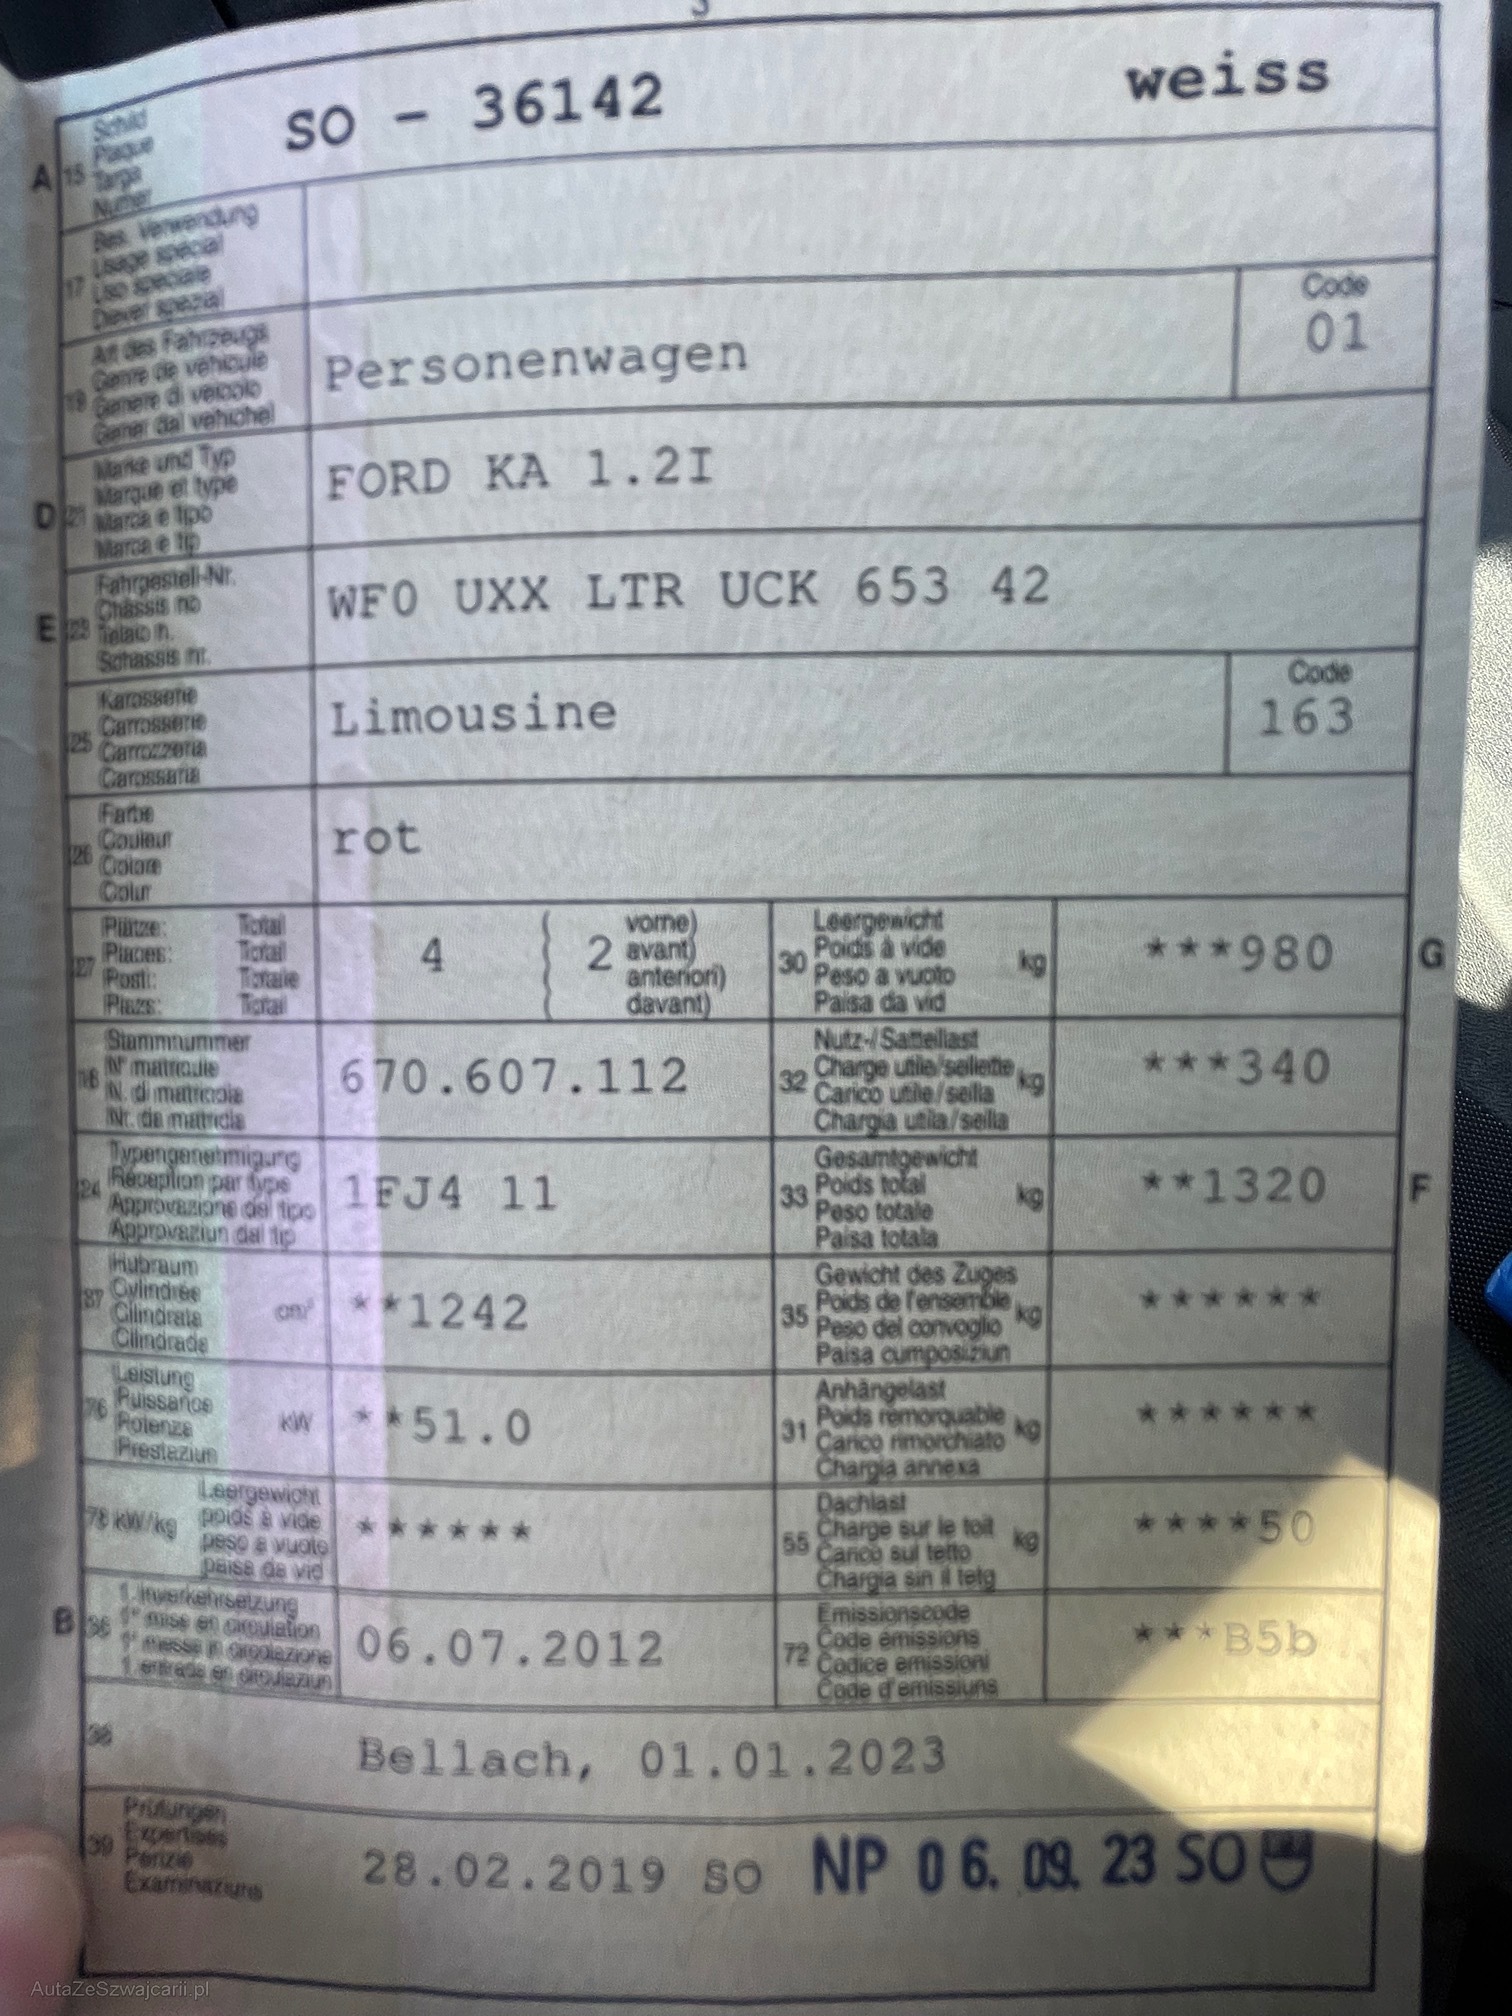 SO - 36142 weiss
A 15 Schild
Plaque
Targa
Numer
17 Bes. Verwendung
Usage spécial
Uso speciale
Diever spezial
19 Art des Fahrzeugs
Genre de véhicule
Genere di veicolo
Gener dal vehichel
Personenwagen
Code
01
D 21 Marke und Typ
Marque et type
Marca e tipo
Marca e tip
FORD KA 1.2I
E 23 Fahrgestell-Nr.
Châssis no
Telaio n.
Schassis nr.
WF0 UXX LTR UCK 653 42
25 Karosserie
Carrosserie
Carrozzeria
Carossaria
Limousine
Code
163
26 Farbe
Couleur
Colore
Colur
rot
27 Plätze: Total
Places: Total
Posti: Totale
Plazs: Total
4 2 vorne)
avant)
anteriori)
davant)
30 Leergewicht
Poids à vide kg
Peso a vuoto
Paisa da vid
***980 G
18 Stammnummer
N° matricule
N. di matricola
Nr. da matricla
670.607.112
32 Nutz-/Sattellast
Charge utile/sellette kg
Carico utile/sella
Chargia utila/sella
***340
24 Typengenehmigung
Réception par type
Approvazione del tipo
Approvaziun dal tip
1FJ4 11
33 Gesamtgewicht
Poids total kg
Peso totale
Paisa totala
**1320 F
37 Hubraum
Cylindrée
Cilindrata cm³
Cilindrada
**1242
35 Gewicht des Zuges
Poids de l'ensemble kg
Peso del convoglio
Paisa cumposiziun
******
76 Leistung
Puissance
Potenza kW
Prestaziun
**51.0
31 Anhängelast
Poids remorquable kg
Carico rimorchiato
Chargia annexa
******
78 kW/kg Leergewicht
poids à vide
peso a vuoto
paisa da vid
******
55 Dachlast
Charge sur le toit kg
Carico sul tetto
Chargia sin il tetg
****50
B 36 1. Inverkehrsetzung
1re mise en circulation
1a messa in circolazione
1. entrada en circulaziun
06.07.2012
72 Emissionscode
Code émissions
Codice emissioni
Code d'emissiuns
***B5b
38 Bellach, 01.01.2023
39 Prüfungen
Expertises
Perizie
Examinaziuns
28.02.2019 SO NP 06. 09. 23 SO
AutaZeSzwajcarii.pl